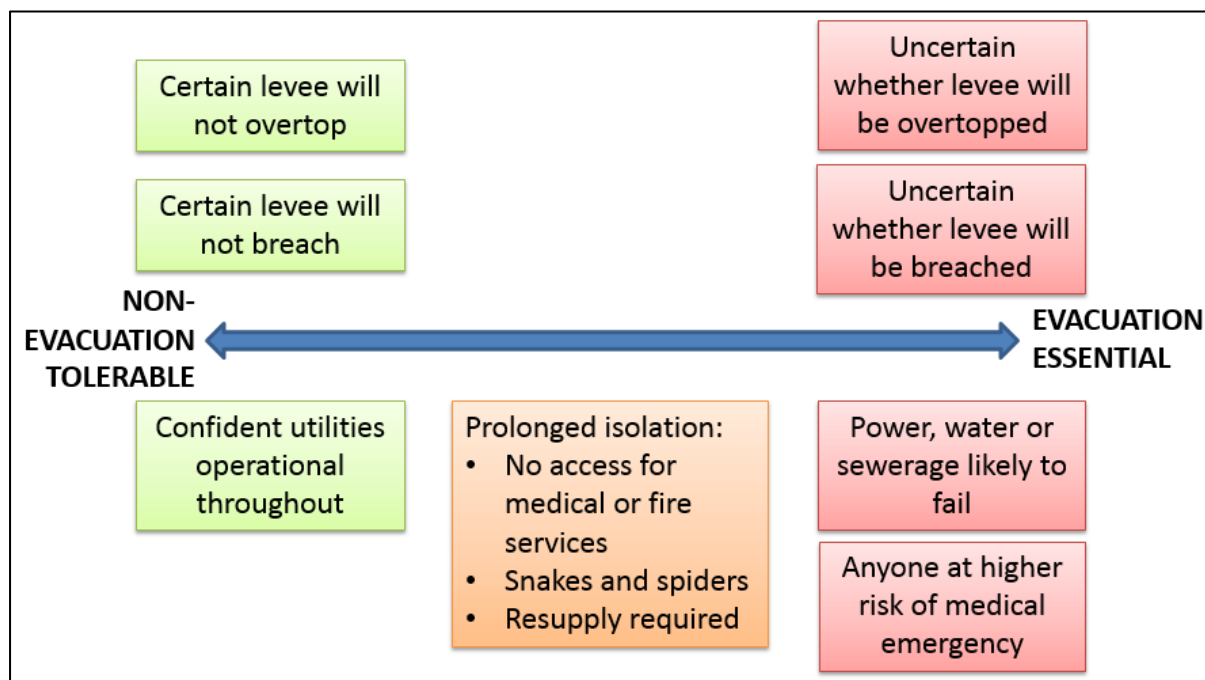 Certain levee will
not overtop
Uncertain
whether levee will
be overtopped
Certain levee will
not breach
Uncertain
whether levee will
be breached
NON-
EVACUATION
TOLERABLE
EVACUATION
ESSENTIAL
Confident utilities
operational
throughout
Prolonged isolation:
• No access for
medical or fire
services
• Snakes and spiders
• Resupply required
Power, water or
sewerage likely to
fail
Anyone at higher
risk of medical
emergency